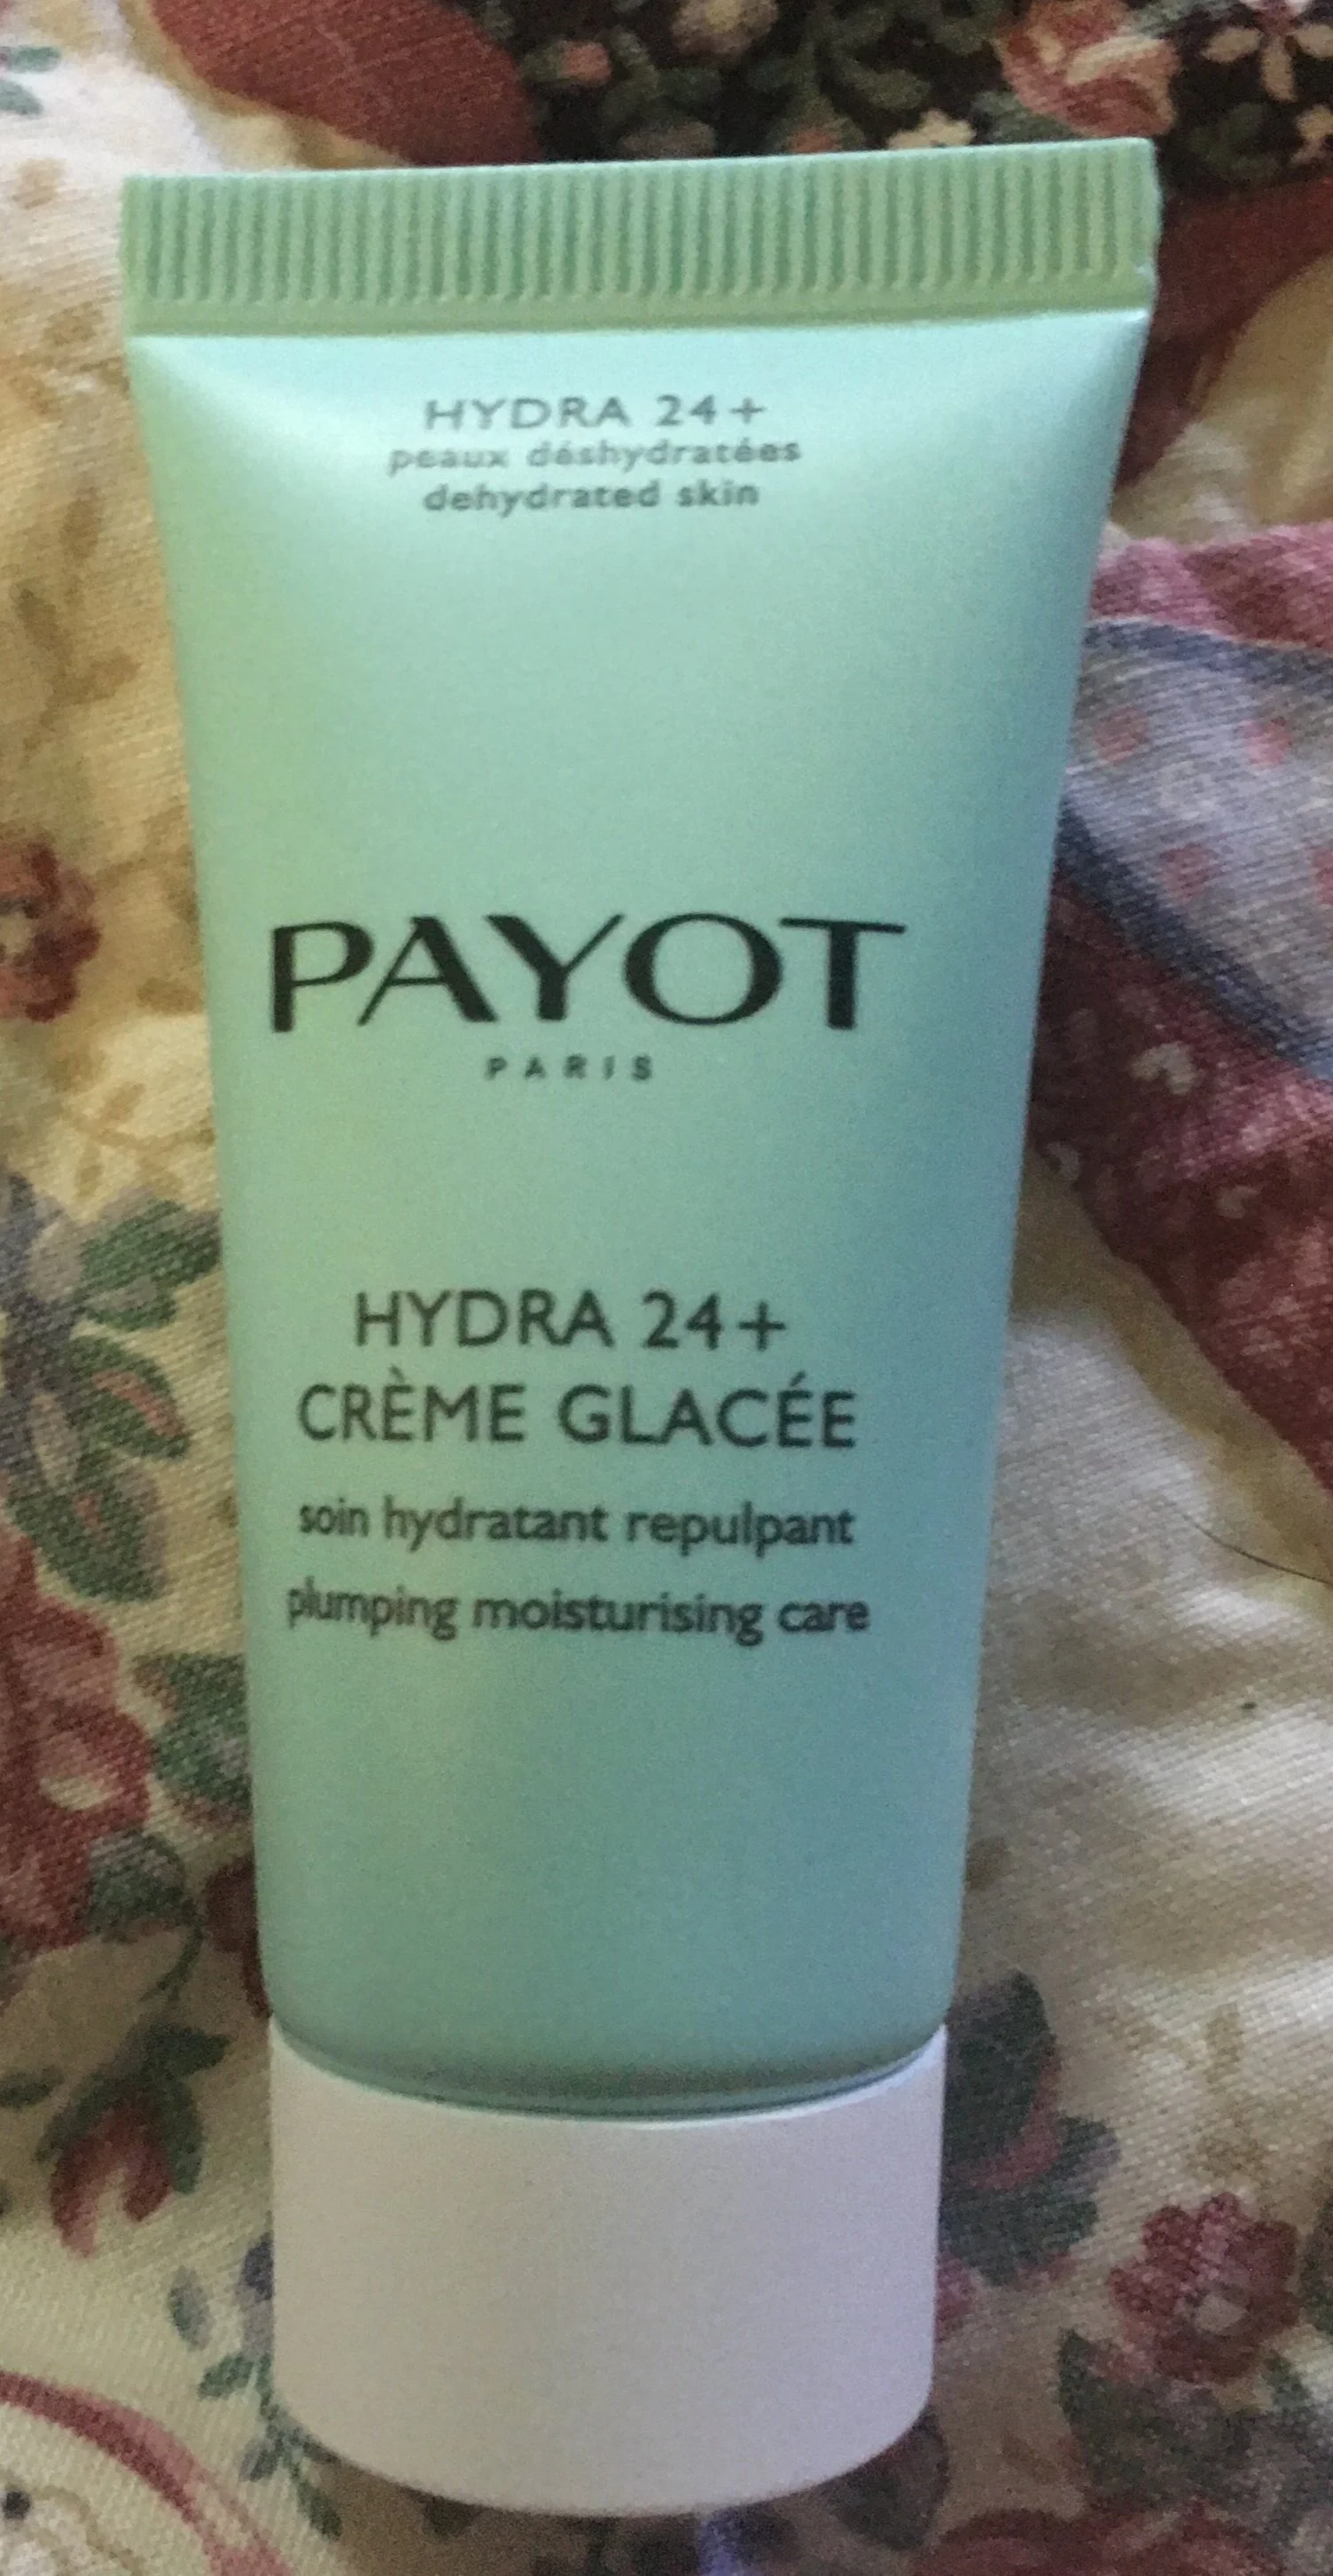 HYDRA 24+
peaux déshydratées
dehydrated skin
PAYOT
PARIS
HYDRA 24+
CRÈME GLACÉE
soin hydratant repulpant
plumping moisturising care